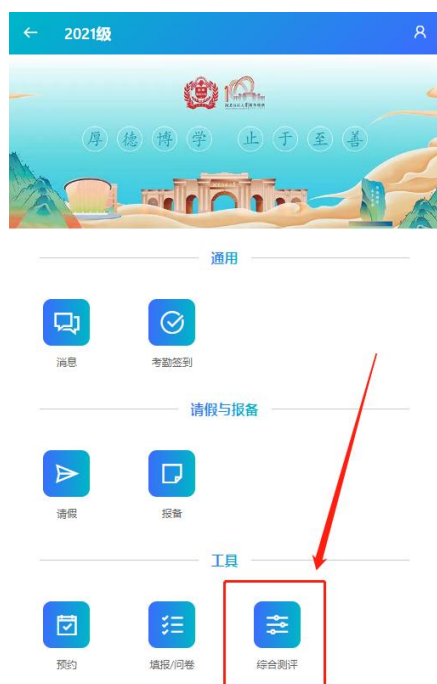 2021级
厚德博学 止于至善
通用
消息 考勤签到
请假与报备
请假 报备
工具
预约 填报/问卷 综合测评